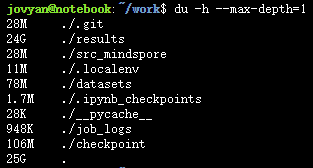 jovyan@notebook:~/work$ du -h --max-depth=1
28M ./.git
24G ./results
28M ./src_mindspore
11M ./.localenv
78M ./datasets
1.7M ./.ipynb_checkpoints
28K ./__pycache__
948K ./job_logs
106M ./checkpoint
25G .